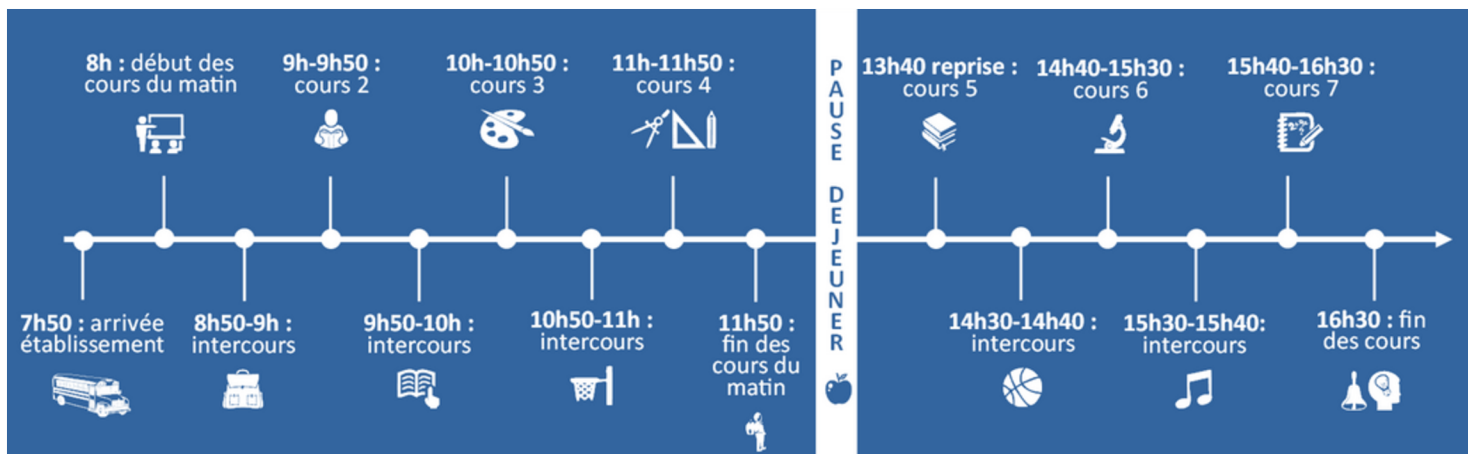 8h : début des
cours du matin
9h-9h50 :
cours 2
10h-10h50 :
cours 3
11h-11h50 :
cours 4
7h50 : arrivée
établissement
8h50-9h :
intercours
9h50-10h :
intercours
10h50-11h :
intercours
11h50 :
fin des
cours du
matin
PAUSE DEJEUNER
13h40 reprise :
cours 5
14h40-15h30 :
cours 6
15h40-16h30 :
cours 7
14h30-14h40 :
intercours
15h30-15h40:
intercours
16h30 : fin
des cours